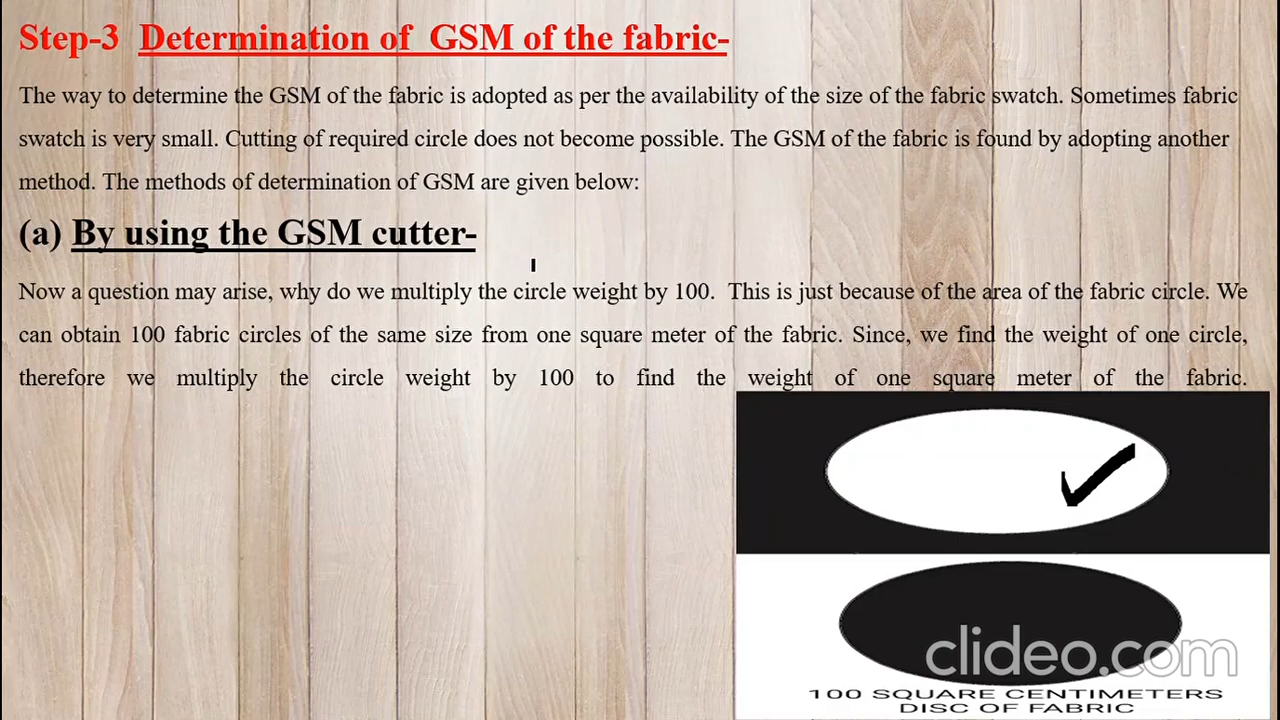 Step-3 Determination of GSM of the fabric-
The way to determine the GSM of the fabric is adopted as per the availability of the size of the fabric swatch. Sometimes fabric
swatch is very small. Cutting of required circle does not become possible. The GSM of the fabric is found by adopting another
method. The methods of determination of GSM are given below:
(a) By using the GSM cutter-
Now a question may arise, why do we multiply the circle weight by 100. This is just because of the area of the fabric circle. We
can obtain 100 fabric circles of the same size from one square meter of the fabric. Since, we find the weight of one circle,
therefore we multiply the circle weight by 100 to find the weight of one square meter of the fabric.
clideo.com
100 SQUARE CENTIMETERS
DISC OF FABRIC